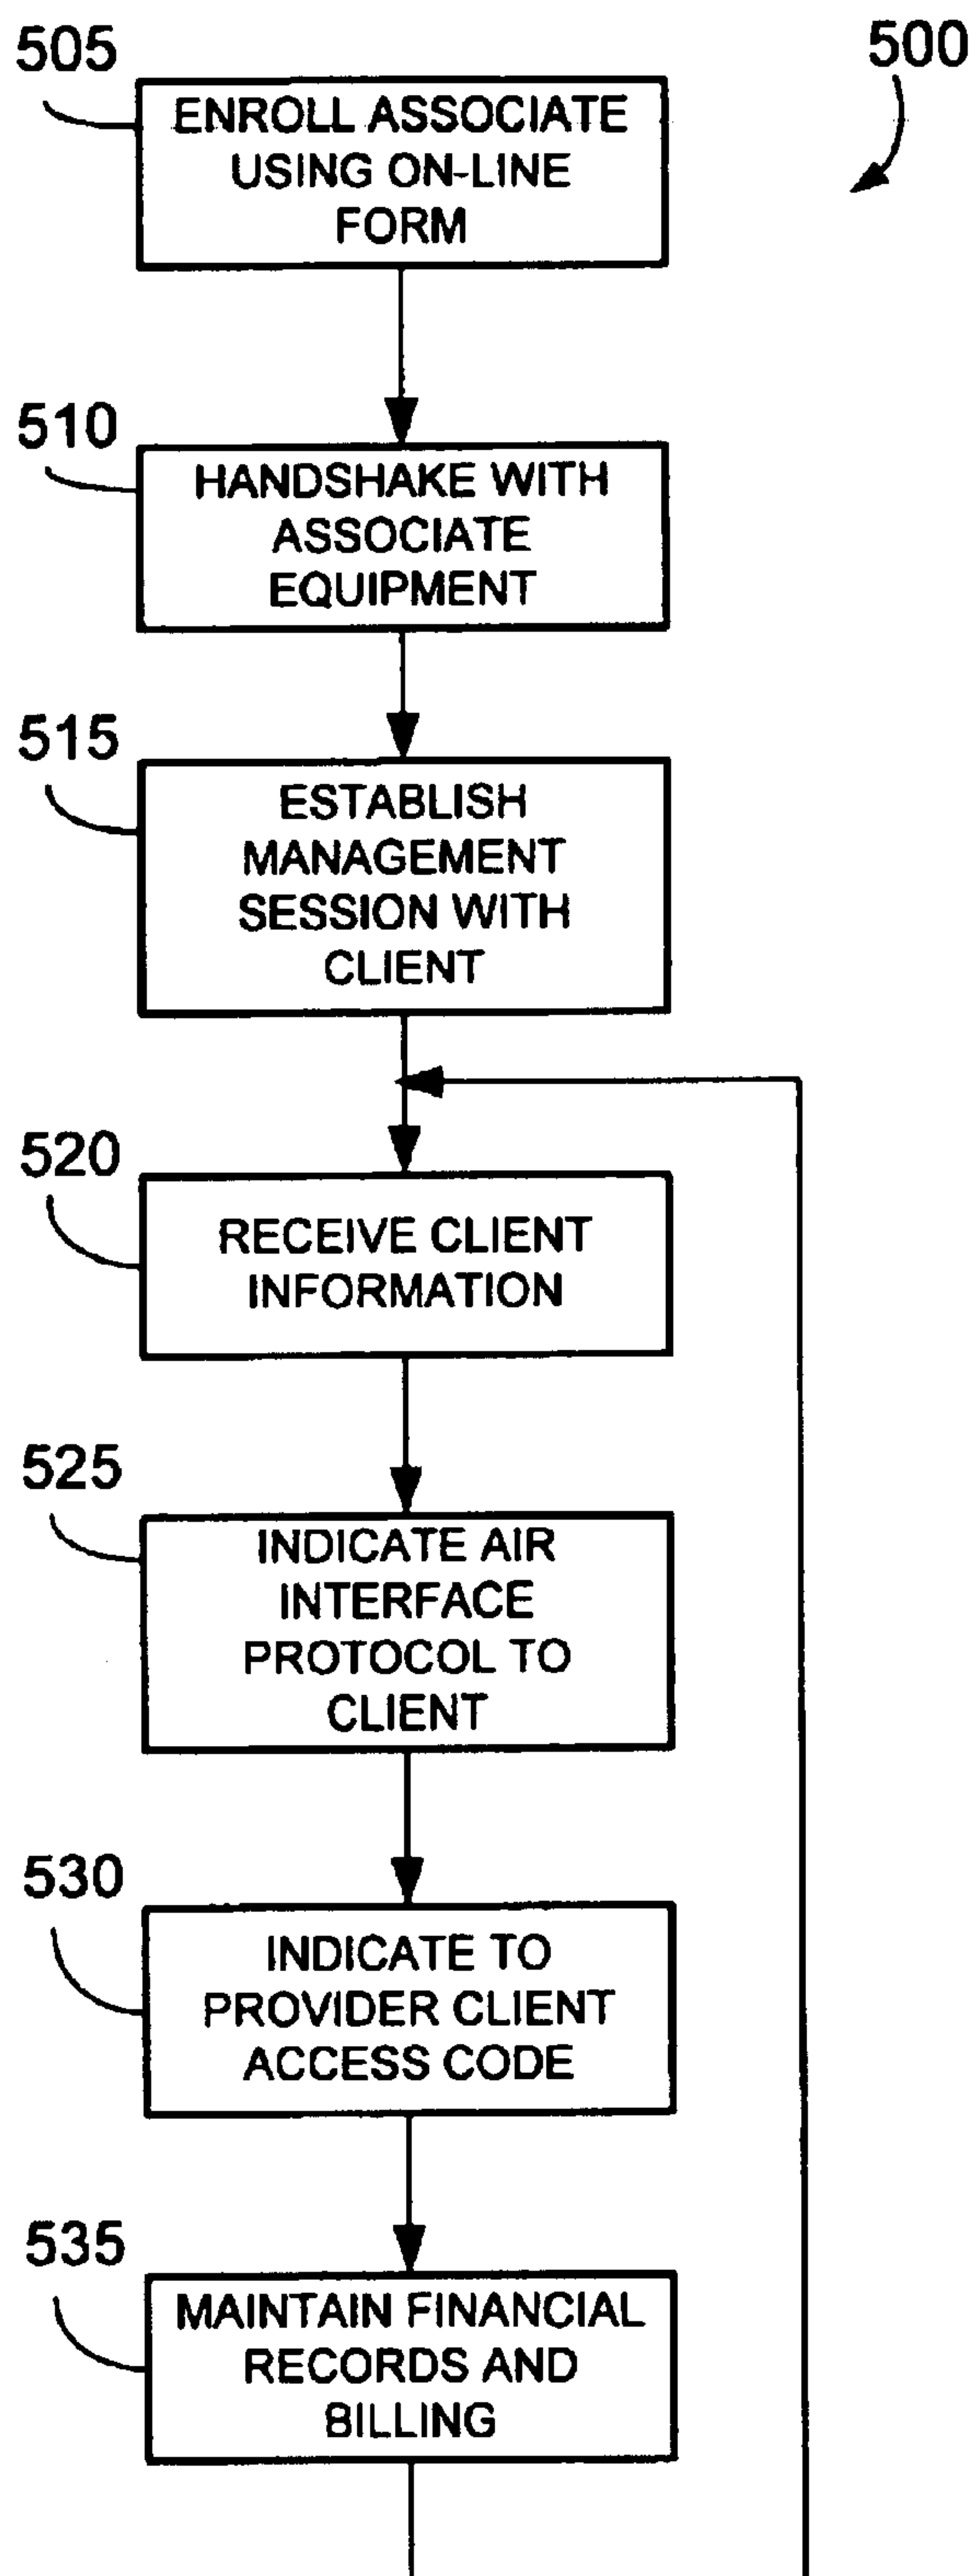 505
500
ENROLL ASSOCIATE
USING ON-LINE
FORM
510
HANDSHAKE WITH
ASSOCIATE
EQUIPMENT
515
ESTABLISH
MANAGEMENT
SESSION WITH
CLIENT
520
RECEIVE CLIENT
INFORMATION
525
INDICATE AIR
INTERFACE
PROTOCOL TO
CLIENT
530
INDICATE TO
PROVIDER CLIENT
ACCESS CODE
535
MAINTAIN FINANCIAL
RECORDS AND
BILLING